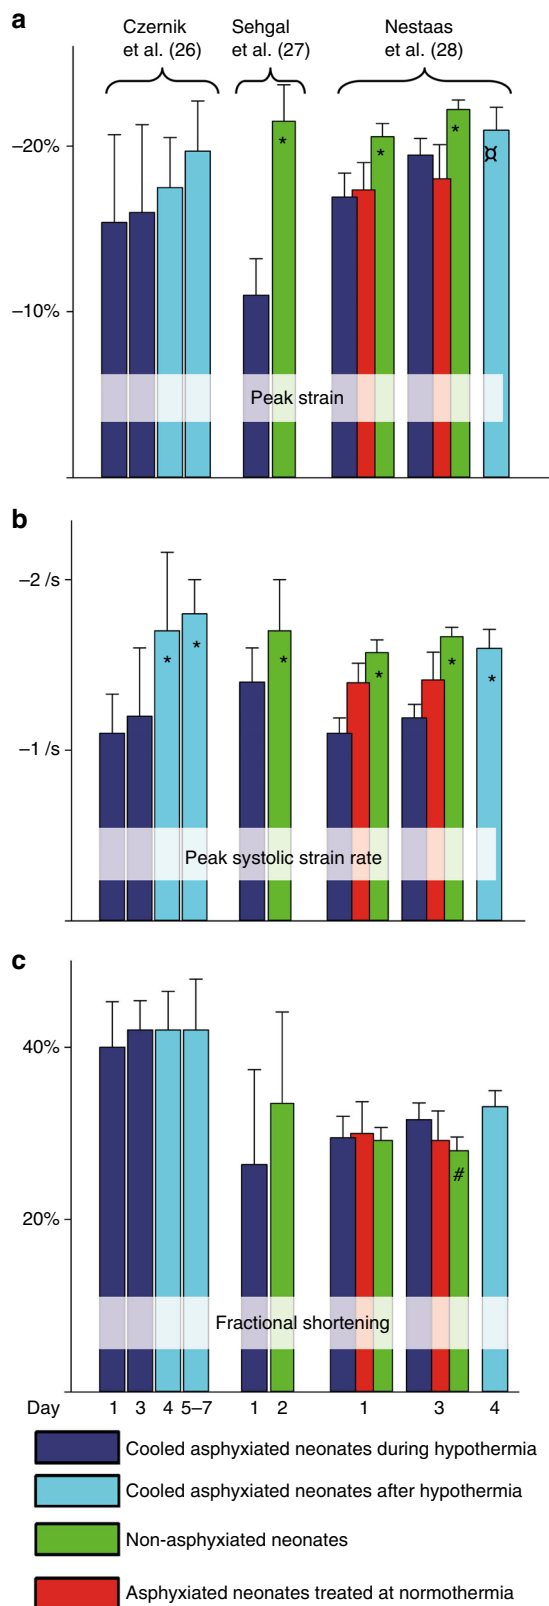 a
Czernik
et al. (26)
Sehgal
et al. (27)
Nestaas
et al. (28)
–20%
* * * ¤
–10%
Peak strain
b
–2 /s
* * * * * *
–1 /s
Peak systolic strain rate
c
40%
#
20%
Fractional shortening
Day 1 3 4 5–7 1 2 1 3 4
Cooled asphyxiated neonates during hypothermia
Cooled asphyxiated neonates after hypothermia
Non-asphyxiated neonates
Asphyxiated neonates treated at normothermia